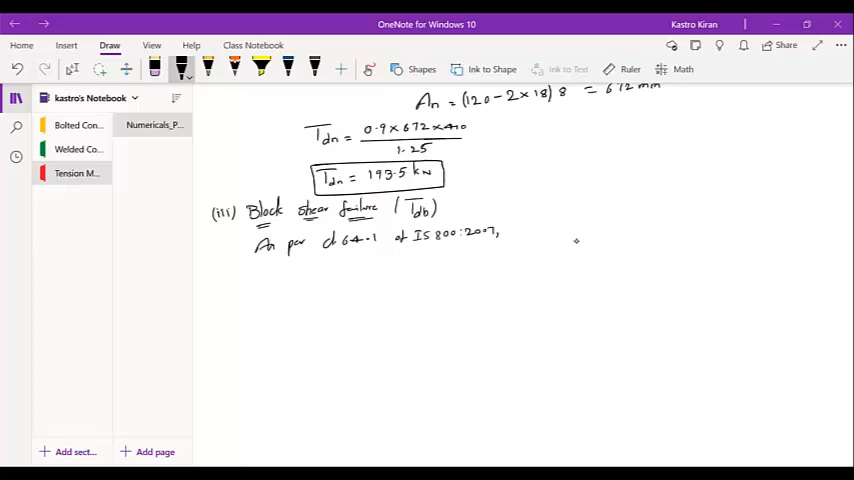 OneNote for Windows 10
Kastro Kiran
Home Insert Draw View Help Class Notebook
Share
Shapes Ink to Shape Ink to Text Ruler Math
kastro's Notebook
Bolted Con...
Welded Co...
Tension M...
Numericals_P...
An = (120 - 2 × 18) 8 = 672 mm
Tdn = 0.9 × 672 × 410
1.25
Tdn = 193.5 kN
(iii) Block shear failure (Tdb)
As per cl 6.4.1 of IS 800:2007,
Add sect...
Add page